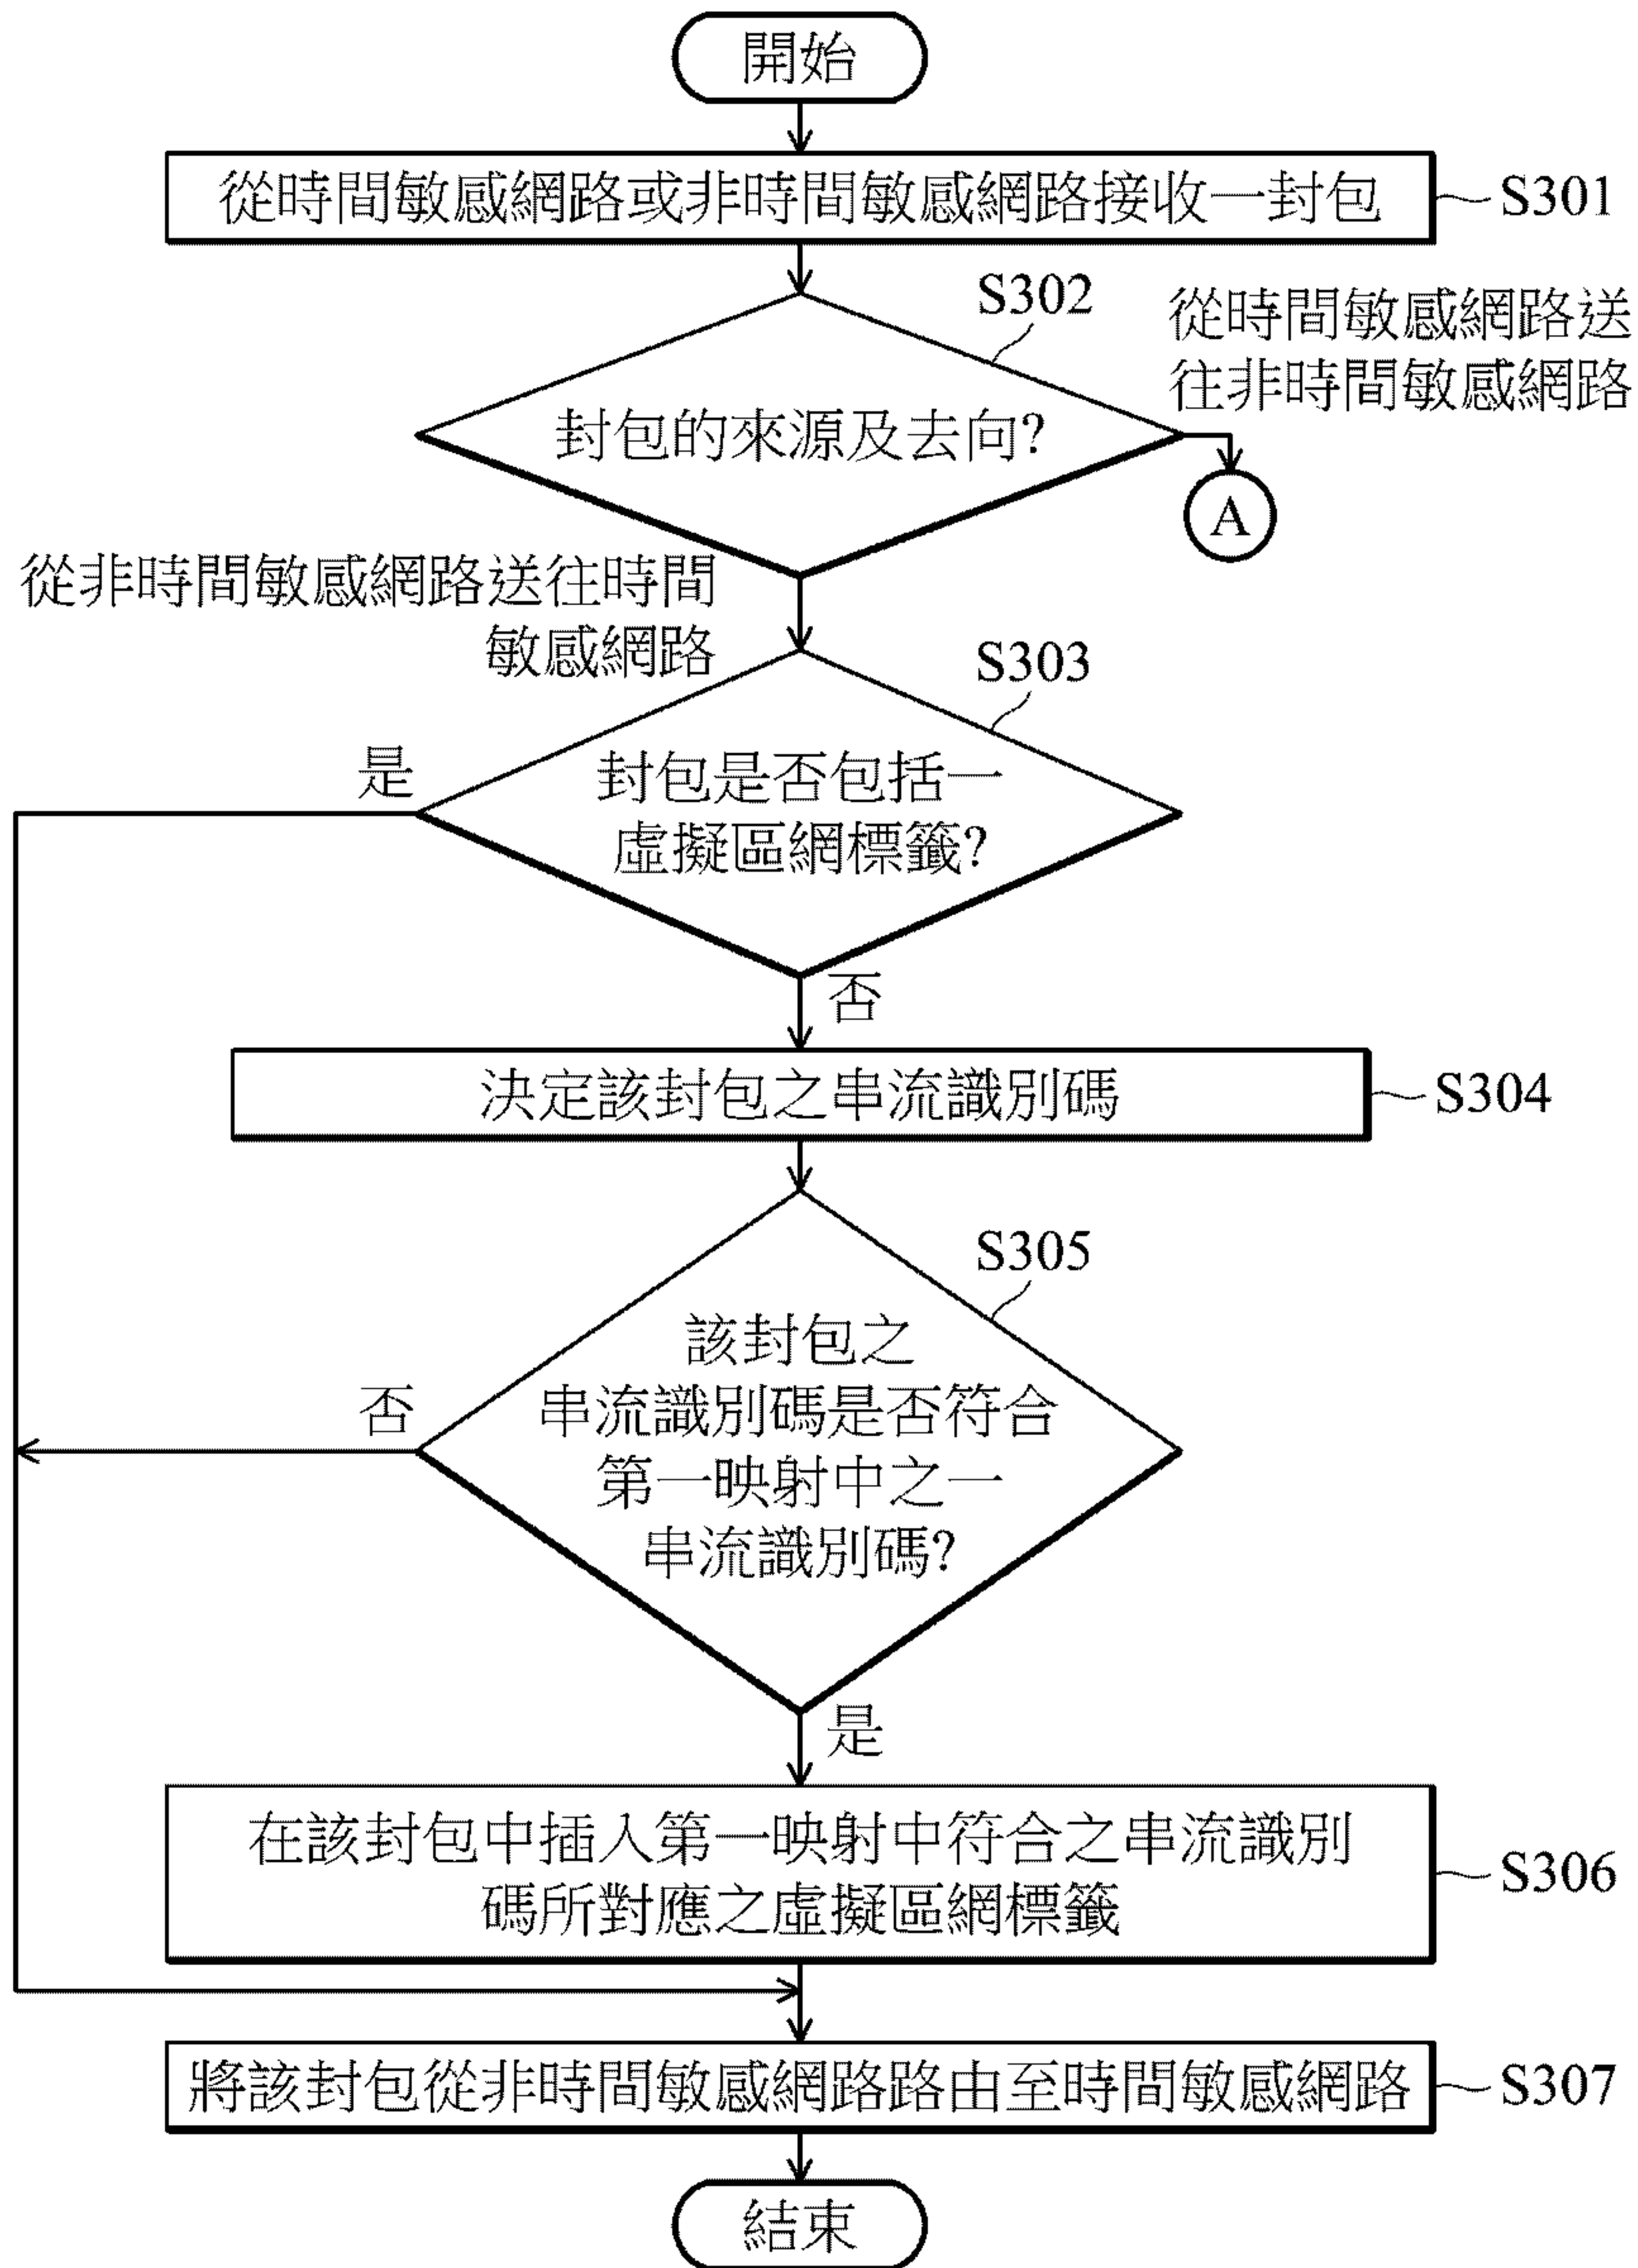 開始
從時間敏感網路或非時間敏感網路接收一封包
S301
S302
從時間敏感網路送
往非時間敏感網路
封包的來源及去向?
A
從非時間敏感網路送往時間
敏感網路
S303
是
封包是否包括一
虛擬區網標籤?
否
決定該封包之串流識別碼
S304
S305
該封包之
串流識別碼是否符合
第一映射中之一
串流識別碼?
否
是
在該封包中插入第一映射中符合之串流識別
碼所對應之虛擬區網標籤
S306
將該封包從非時間敏感網路路由至時間敏感網路
S307
結束